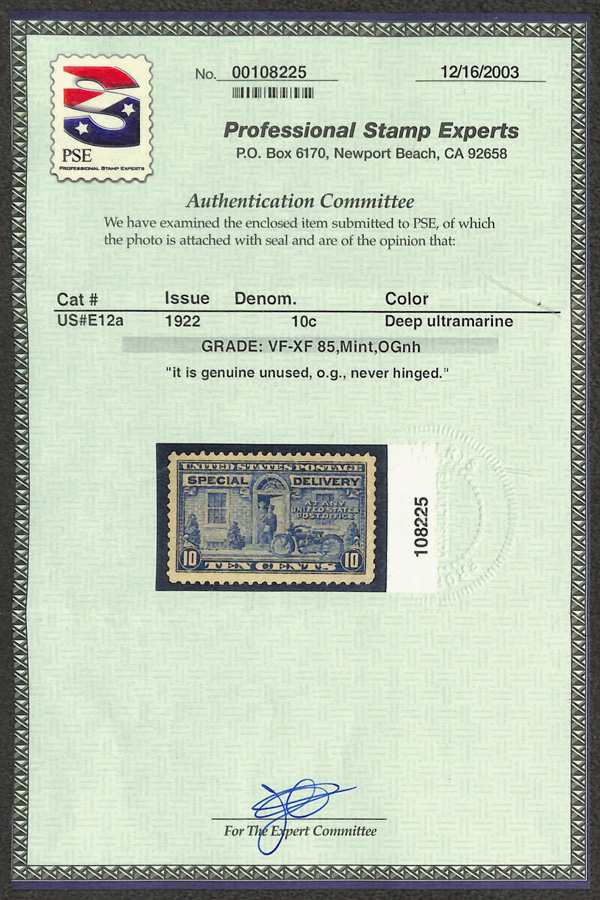 No. 00108225 12/16/2003
PSE
PROFESSIONAL STAMP EXPERTS
Professional Stamp Experts
P.O. Box 6170, Newport Beach, CA 92658
Authentication Committee
We have examined the enclosed item submitted to PSE, of which
the photo is attached with seal and are of the opinion that:
Cat # Issue Denom. Color
US#E12a 1922 10c Deep ultramarine
GRADE: VF-XF 85,Mint,OGnh
"it is genuine unused, o.g., never hinged."
UNITED STATES POSTAGE
SPECIAL DELIVERY
AT ANY
UNITED STATES
POST OFFICE
10 TEN CENTS 10
108225
For The Expert Committee